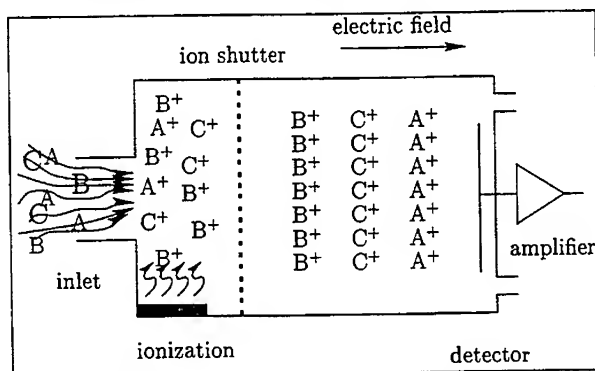 electric field
ion shutter
B+
A+ C+
B+
C+
A+
B+
C+
B+
B+
B+ C+ A+
B+ C+ A+
B+ C+ A+
B+ C+ A+
B+ C+ A+
B+ C+ A+
B+ C+ A+
C A
B
A
C
A
B
inlet
amplifier
ionization
detector